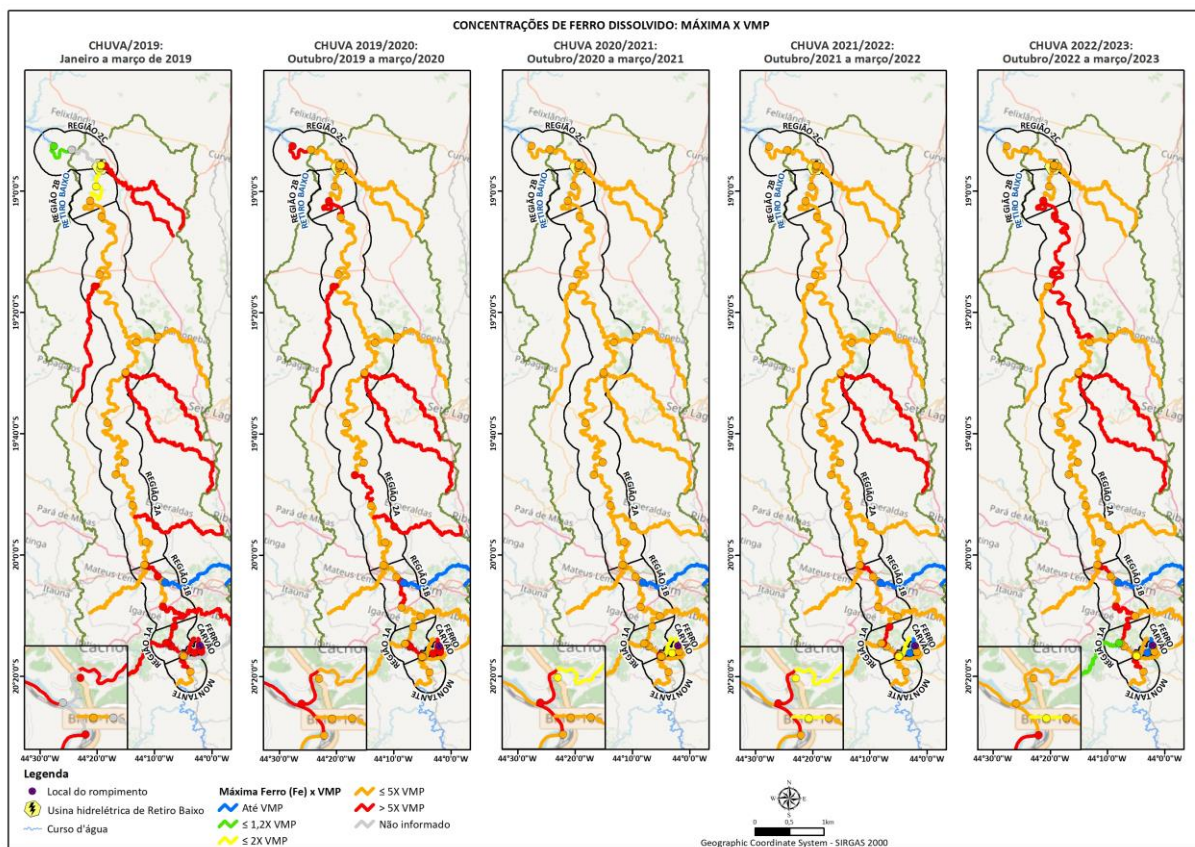 CONCENTRAÇÕES DE FERRO DISSOLVIDO: MÁXIMA X VMP
CHUVA/2019:
Janeiro a março de 2019
CHUVA 2019/2020:
Outubro/2019 a março/2020
CHUVA 2020/2021:
Outubro/2020 a março/2021
CHUVA 2021/2022:
Outubro/2021 a março/2022
CHUVA 2022/2023:
Outubro/2022 a março/2023
Felixlândia
REGIÃO 2C
Curve
REGIÃO 2B
RETIRO BAIXO
Papagaios
Sete Lagoa
REGIÃO 2A
Esmeraldas
Pará de Minas
REGIÃO 1B
Mateus Lem
Itaúna
Igarapé
REGIÃO 1A
FERRO
CARVÃO
MONTANTE
19°0'0"S
19°20'0"S
19°40'0"S
20°0'0"S
20°20'0"S
44°30'0"O
44°20'0"O
44°10'0"O
44°0'0"O
Legenda
Local do rompimento
Usina hidrelétrica de Retiro Baixo
Curso d'água
Máxima Ferro (Fe) x VMP
Até VMP
≤ 1,2X VMP
≤ 2X VMP
≤ 5X VMP
> 5X VMP
Não informado
N
S
W
E
0
0,5
1km
Geographic Coordinate System - SIRGAS 2000